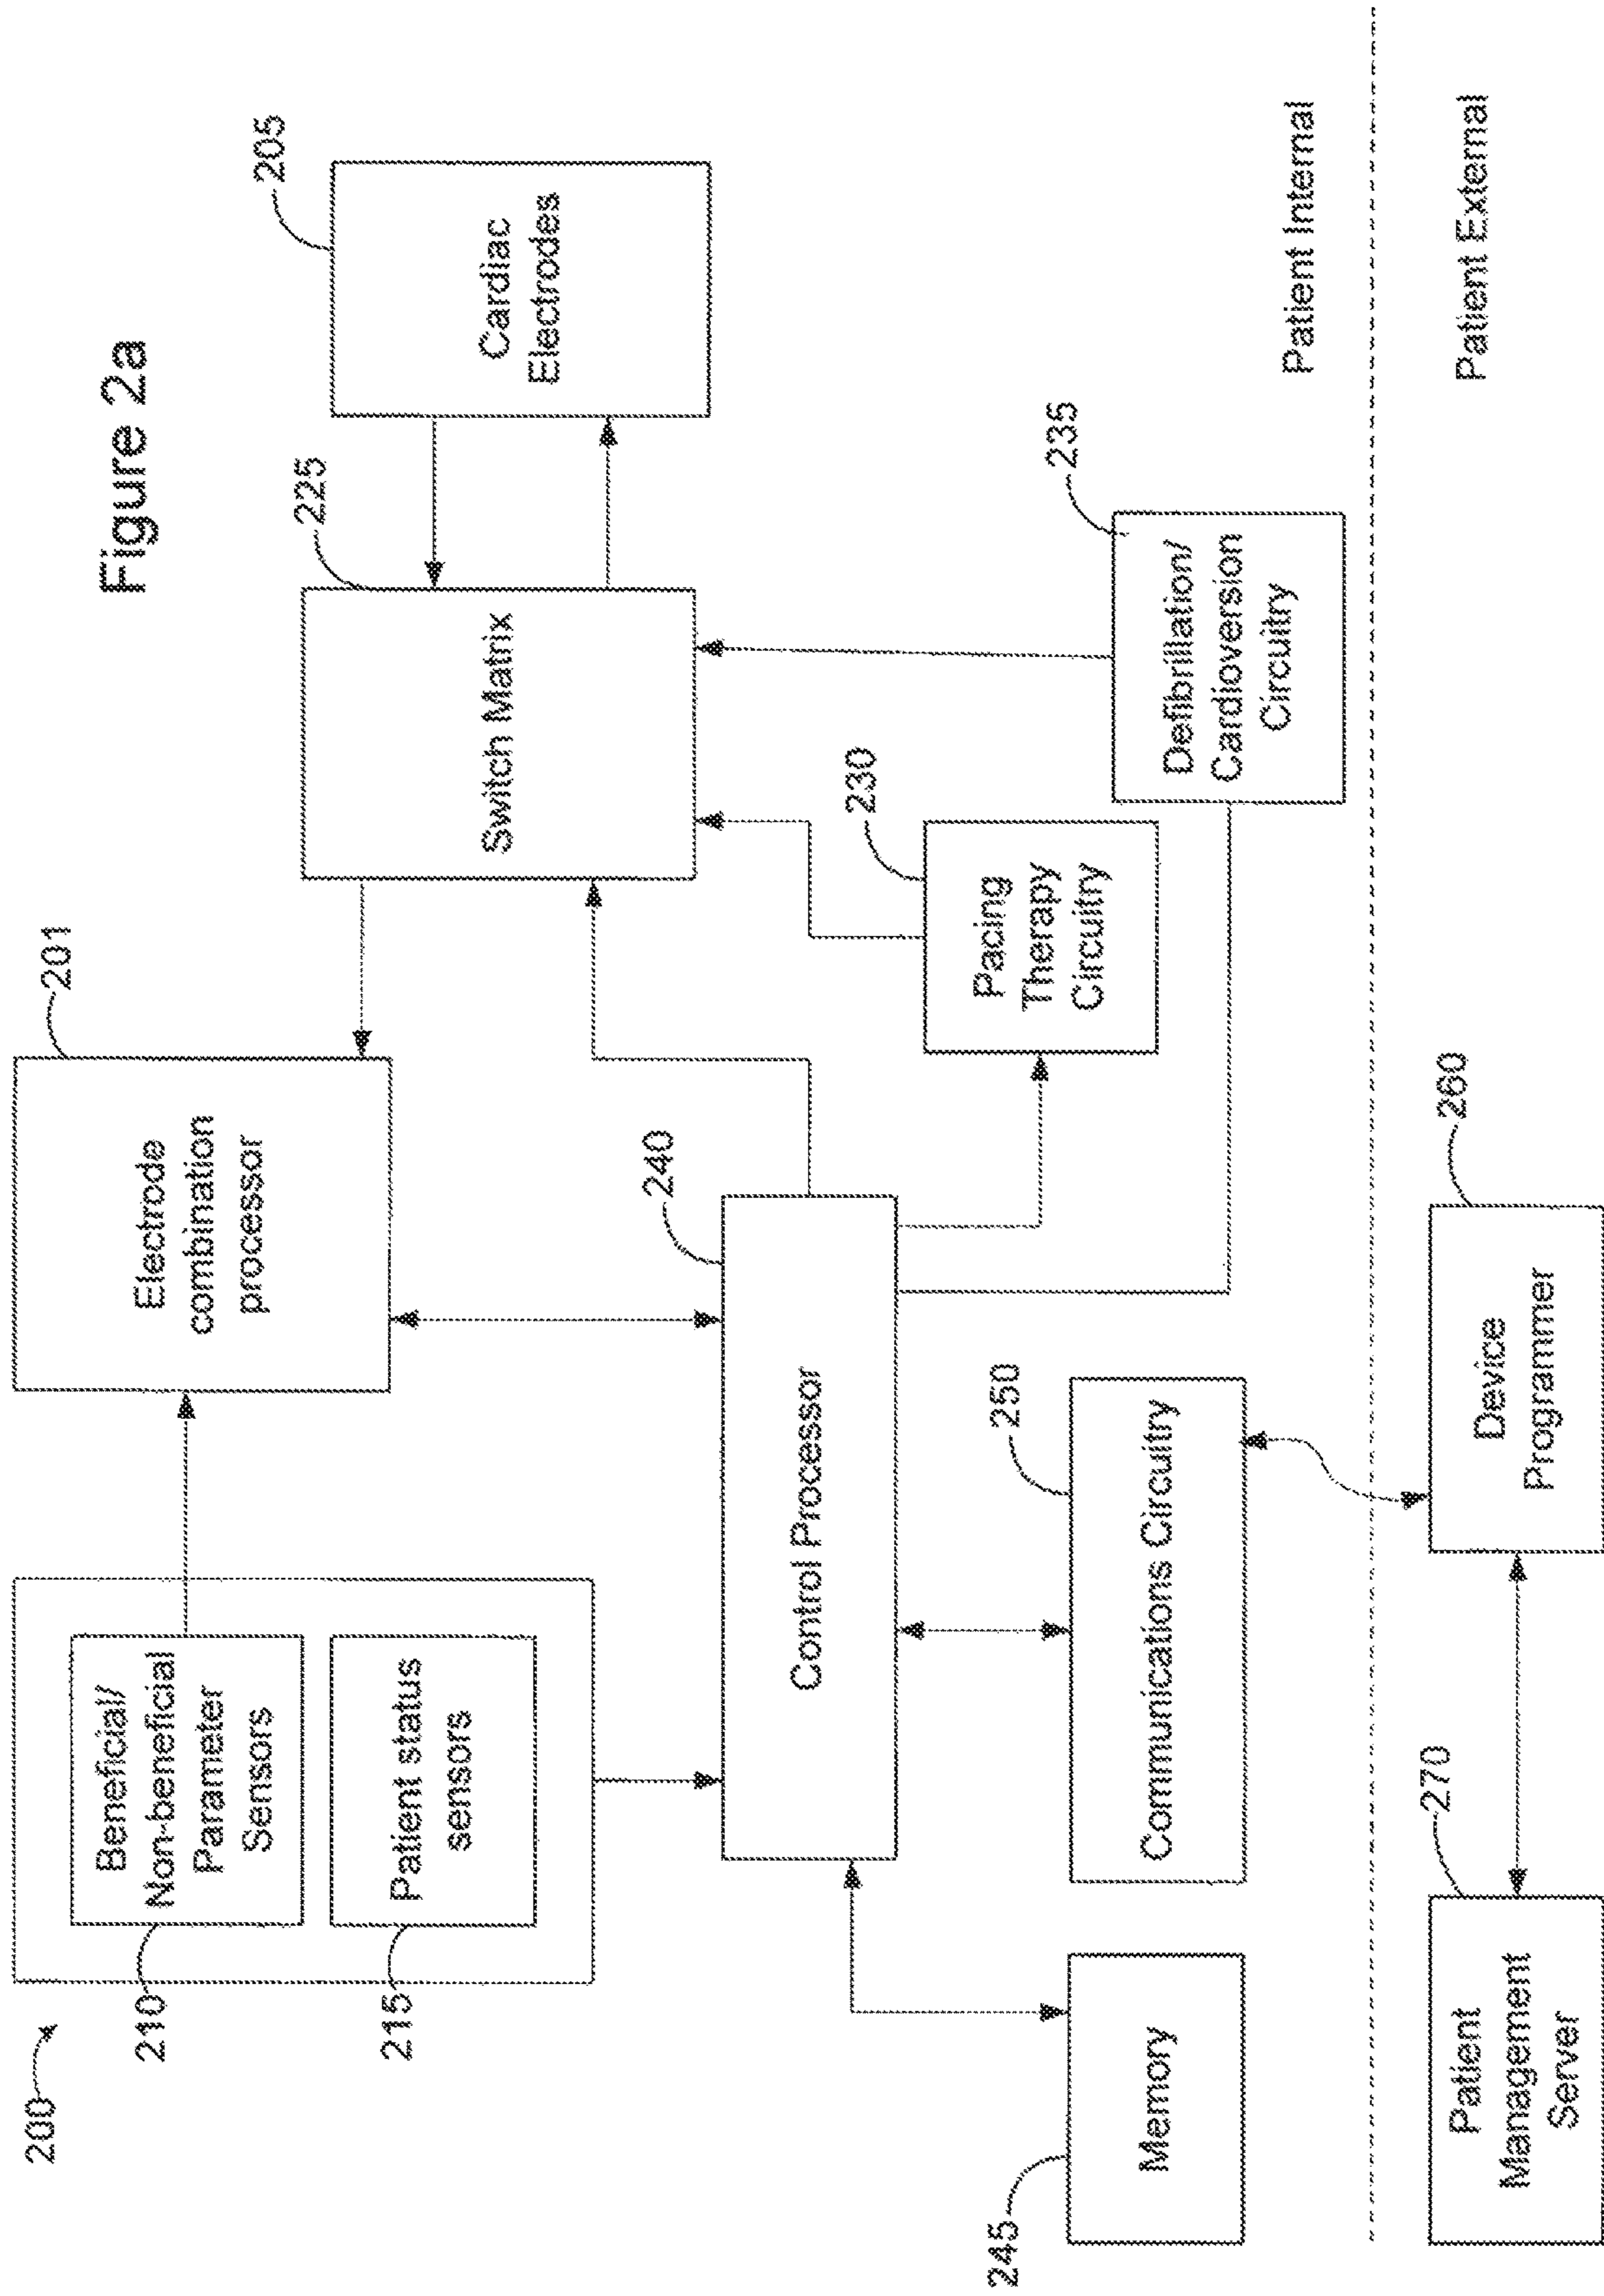 Figure 2a
200
210
Beneficial/
Non-beneficial
Parameter
Sensors
215
Patient status
sensors
201
Electrode
combination
processor
225
Switch Matrix
205
Cardiac
Electrodes
240
Control Processor
230
Pacing
Therapy
Circuitry
235
Defibrillation/
Cardioversion
Circuitry
245
Memory
250
Communications Circuitry
Patient Internal
Patient External
270
Patient
Management
Server
260
Device
Programmer